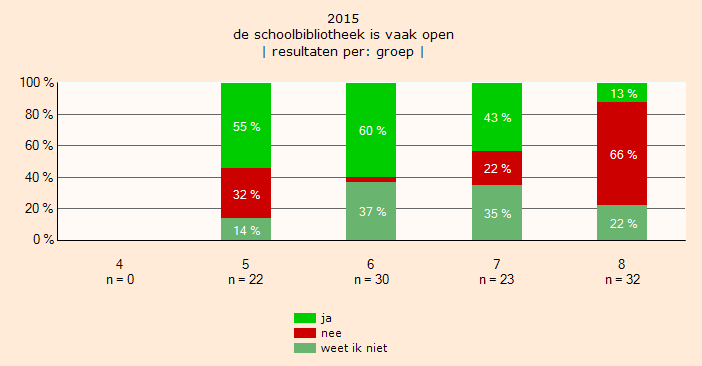 2015
de schoolbibliotheek is vaak open
| resultaten per: groep |
100 %
80 %
60 %
40 %
20 %
0 %
55 %
32 %
14 %
60 %
37 %
43 %
22 %
35 %
13 %
66 %
22 %
4
n = 0
5
n = 22
6
n = 30
7
n = 23
8
n = 32
ja
nee
weet ik niet